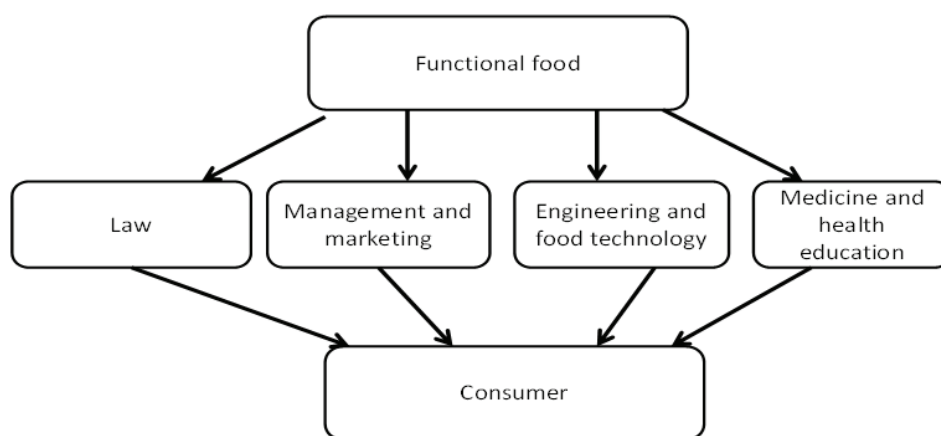 Functional food
Law
Management and
marketing
Engineering and
food technology
Medicine and
health
education
Consumer